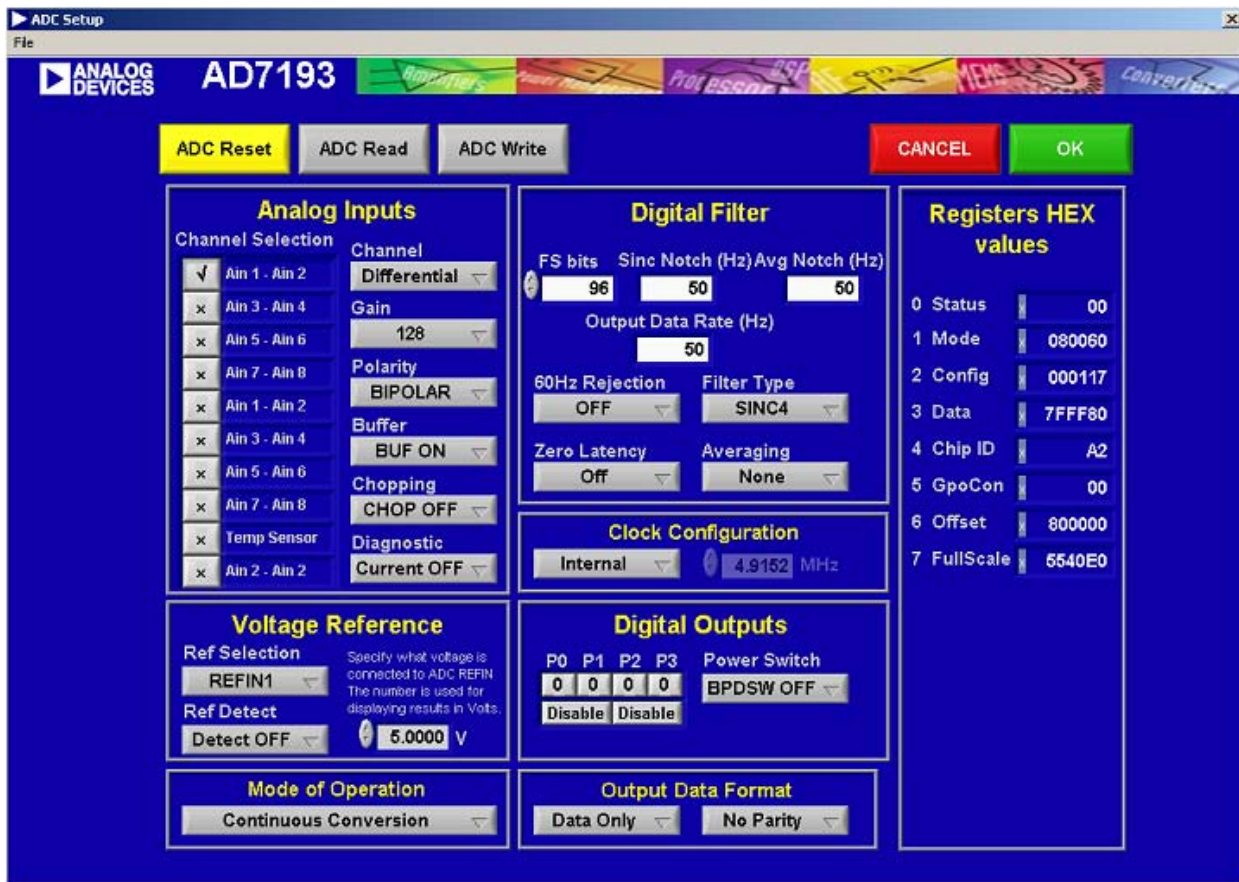 ADC Setup
File
ANALOG DEVICES
AD7193
Amplifiers
Power Management
Processors
DSP
MEMS
Converters
ADC Reset
ADC Read
ADC Write
CANCEL
OK
Analog Inputs
Channel Selection
√ Ain 1 - Ain 2
x Ain 3 - Ain 4
x Ain 5 - Ain 6
x Ain 7 - Ain 8
x Ain 1 - Ain 2
x Ain 3 - Ain 4
x Ain 5 - Ain 6
x Ain 7 - Ain 8
x Temp Sensor
x Ain 2 - Ain 2
Channel
Differential
Gain
128
Polarity
BIPOLAR
Buffer
BUF ON
Chopping
CHOP OFF
Diagnostic
Current OFF
Digital Filter
FS bits Sinc Notch (Hz) Avg Notch (Hz)
96 50 50
Output Data Rate (Hz)
50
60Hz Rejection Filter Type
OFF SINC4
Zero Latency Averaging
Off None
Clock Configuration
Internal 4.9152 MHz
Registers HEX
values
0 Status x 00
1 Mode x 080060
2 Config x 000117
3 Data x 7FFF80
4 Chip ID x A2
5 GpoCon x 00
6 Offset x 800000
7 FullScale x 5540E0
Voltage Reference
Ref Selection
REFIN1
Ref Detect
Detect OFF
Specify what voltage is
connected to ADC REFIN
The number is used for
displaying results in Volts.
5.0000 V
Digital Outputs
P0 P1 P2 P3 Power Switch
0 0 0 0 BPDSW OFF
Disable Disable
Mode of Operation
Continuous Conversion
Output Data Format
Data Only No Parity